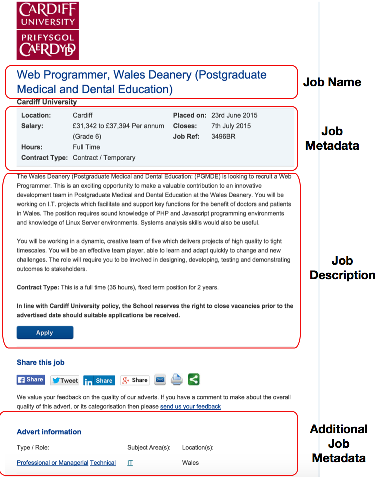 CARDIFF
UNIVERSITY
PRIFYSGOL
CAERDYDD
Web Programmer, Wales Deanery (Postgraduate
Medical and Dental Education)
Job Name
Cardiff University
Location: Cardiff Placed on: 23rd June 2015
Salary: £31,342 to £37,394 Per annum Closes: 7th July 2015
(Grade 6) Job Ref: 3496BR
Hours: Full Time
Contract Type: Contract / Temporary
Job
Metadata
The Wales Deanery (Postgraduate Medical and Dental Education: (PGMDE) is looking to recruit a Web
Programmer. This is an exciting opportunity to make a valuable contribution to an innovative
development team in Postgraduate Medical and Dental Education at the Wales Deanery. You will be
working on I.T. projects which facilitate and support key functions for the benefit of doctors and patients
in Wales. The position requires sound knowledge of PHP and Javascript programming environments
and knowledge of Linux Server environments. Systems analysis skills would also be useful.
You will be working in a dynamic, creative team of five which delivers projects of high quality to tight
timescales. You will be an effective team player, able to learn and adapt quickly to change and new
challenges. The role will require you to be involved in designing, developing, testing and demonstrating
outcomes to stakeholders.
Job
Description
Contract Type: This is a full time (35 hours), fixed term position for 2 years.
In line with Cardiff University policy, the School reserves the right to close vacancies prior to the
advertised date should suitable applications be received.
Apply
Share this job
Share Tweet in Share Share
We value your feedback on the quality of our adverts. If you have a comment to make about the overall
quality of this advert, or its categorisation then please send us your feedback
Advert information
Type / Role: Subject Area(s): Location(s):
Professional or Managerial Technical IT Wales
Additional
Job
Metadata